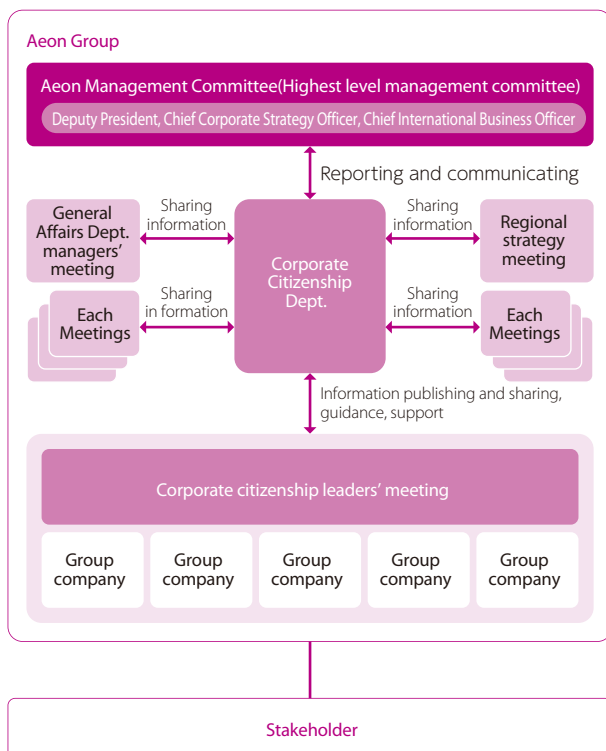 Aeon Group
Aeon Management Committee(Highest level management committee)
Deputy President, Chief Corporate Strategy Officer, Chief International Business Officer
Reporting and communicating
General
Affairs Dept.
managers’
meeting
Sharing
information
Corporate
Citizenship
Dept.
Sharing
information
Regional
strategy
meeting
Each
Meetings
Sharing
in formation
Sharing
information
Each
Meetings
Information publishing and sharing,
guidance, support
Corporate citizenship leaders’ meeting
Group
company
Group
company
Group
company
Group
company
Group
company
Stakeholder